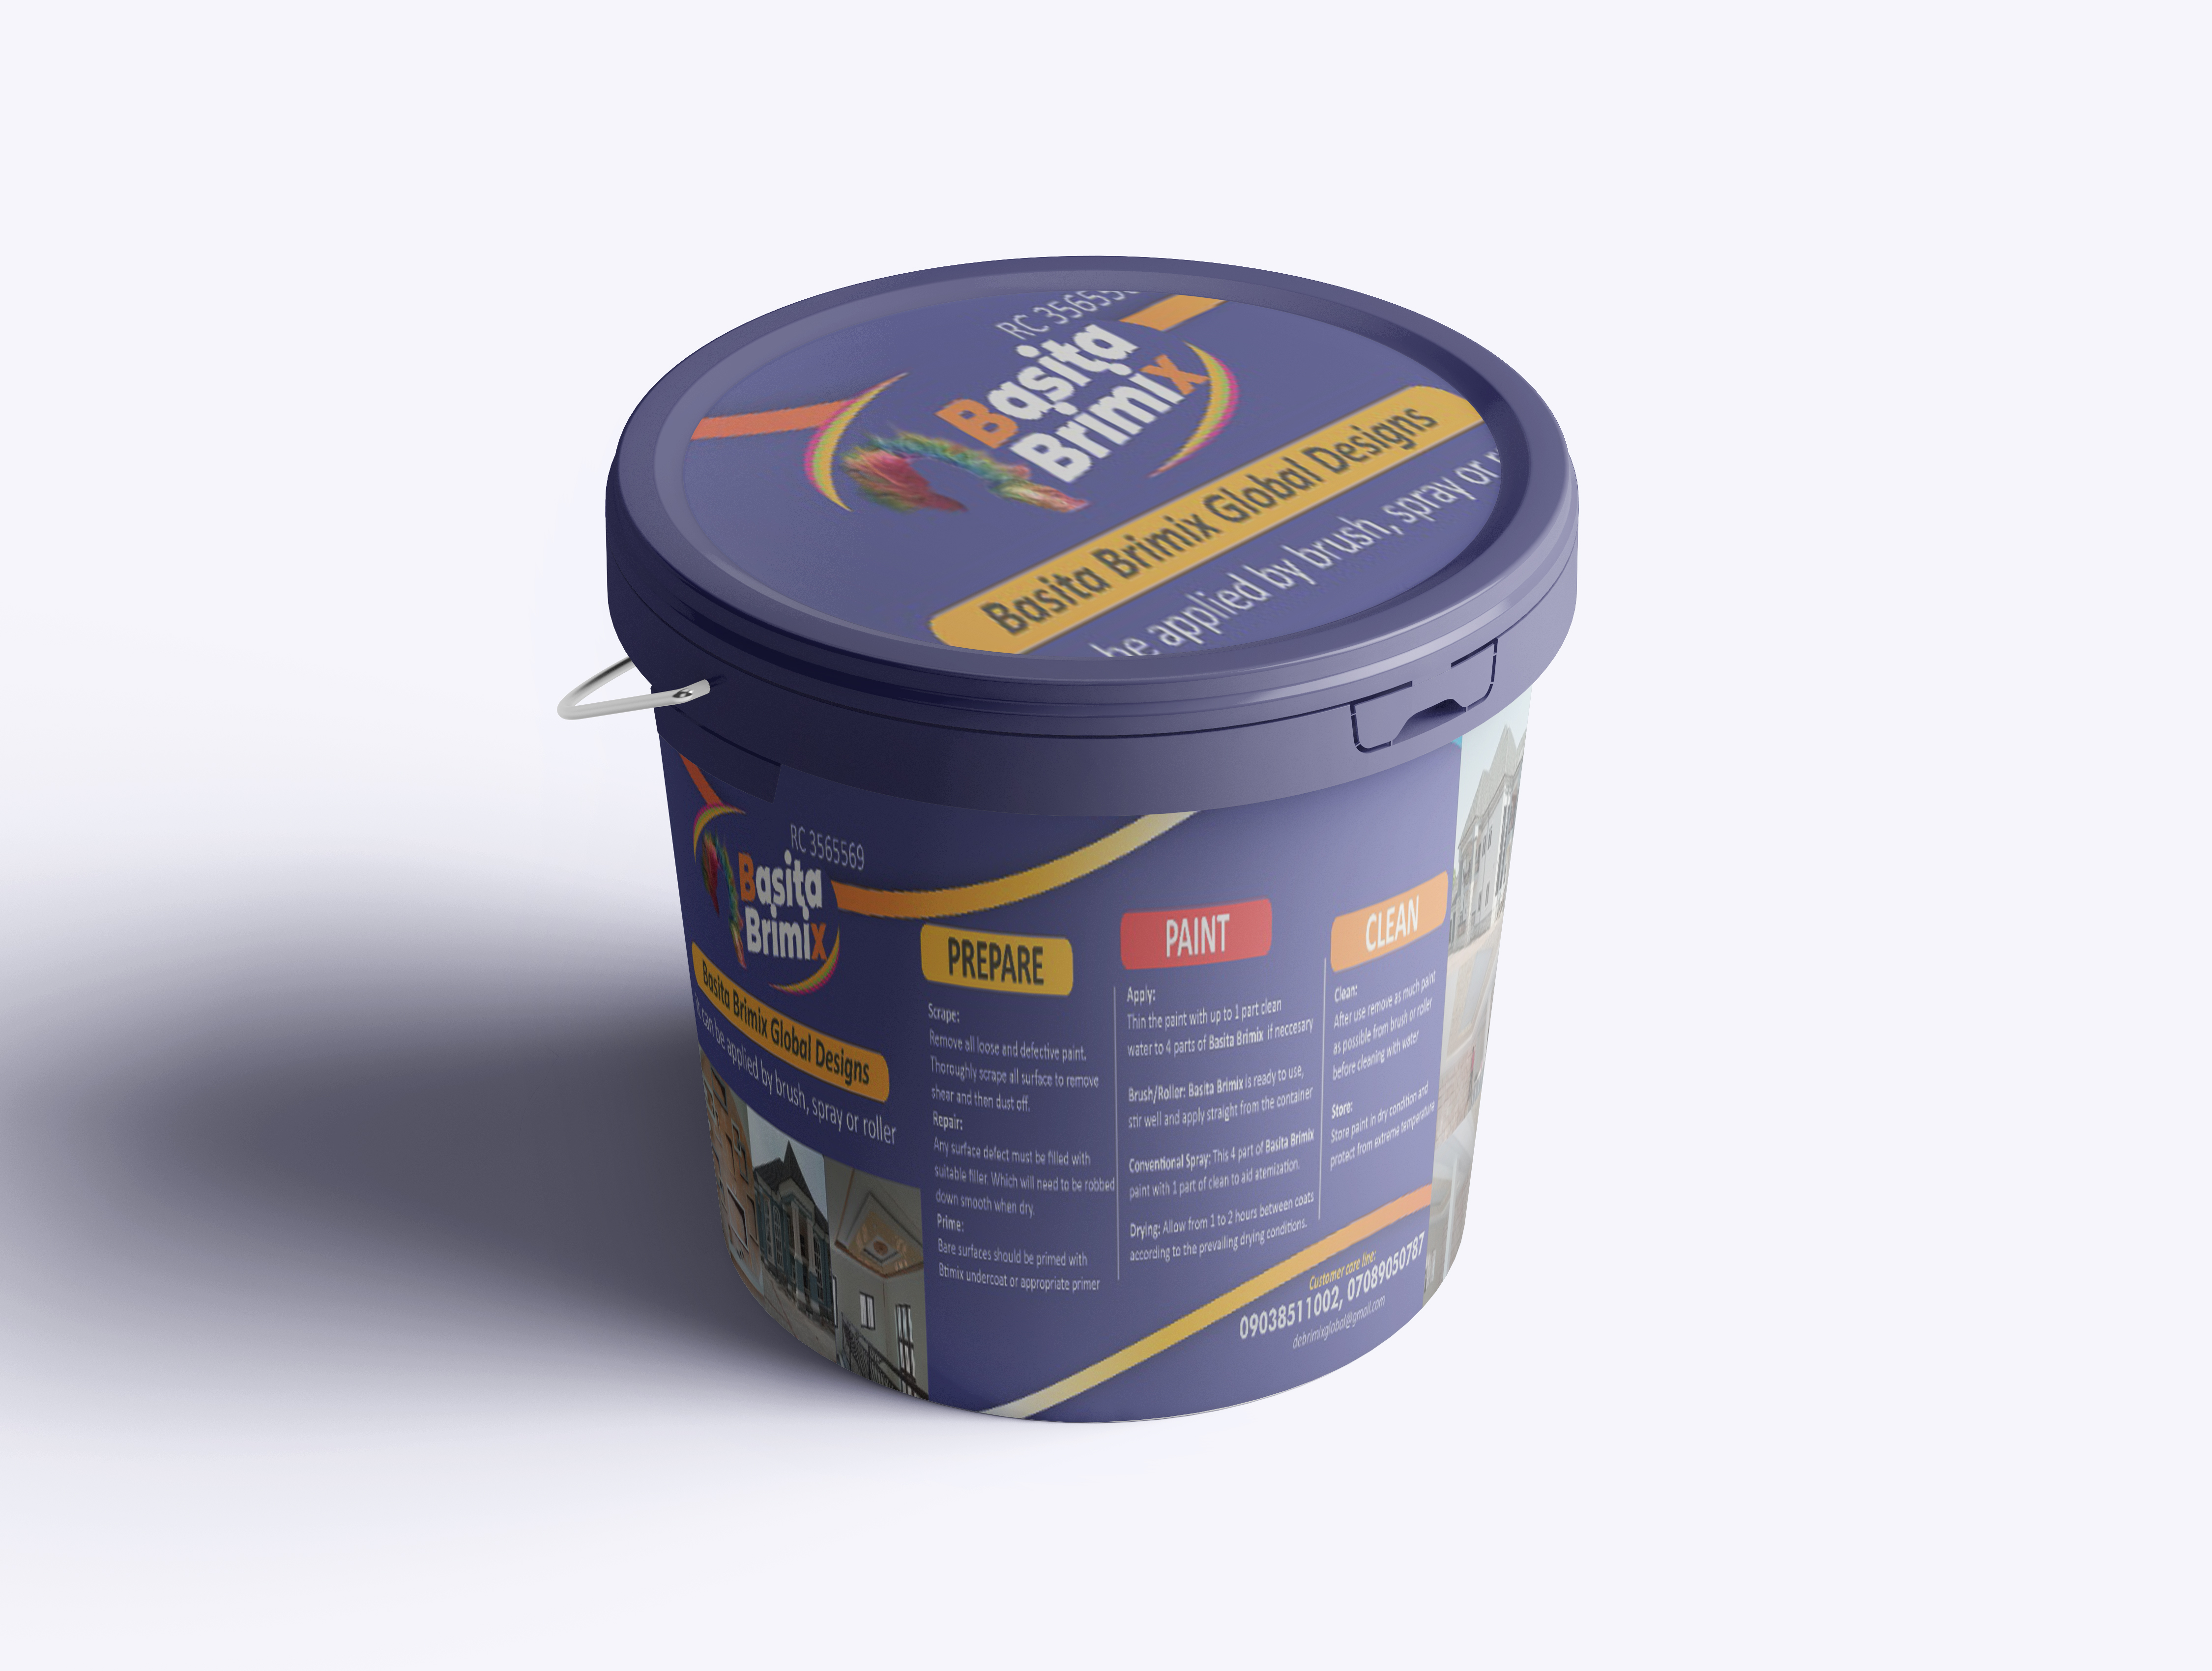 RC 35655
Basita
Brimix
Basita Brimix Global Designs
be applied by brush, spray or
RC 3565569
Basita
Brimix
Basita Brimix Global Designs
It can be applied by brush, spray or roller
PREPARE
Scrape:
Remove all loose and defective paint.
Thoroughly scrape all surface to remove
shear and then dust off.
Repair:
Any surface defect must be filled with
suitable filler. Which will need to be robbed
down smooth when dry.
Prime:
Bare surfaces should be primed with
Btimix undercoat or appropriate primer
PAINT
Apply:
Thin the paint with up to 1 part clean
water to 4 parts of Basita Brimix if neccesary
Brush/Roller: Basita Brimix is ready to use,
stir well and apply straight from the container
Conventional Spray: This 4 part of Basita Brimix
paint with 1 part of clean to aid atemization.
Drying: Allow from 1 to 2 hours between coats
according to the prevailing drying conditions.
CLEAN
Clean:
After use remove as much paint
as possible from brush or roller
before cleaning with water
Store:
Store paint in dry condition and
protect from extreme temperature
Customer care line:
09038511002, 07089050787
debrimixglobal@gmail.com